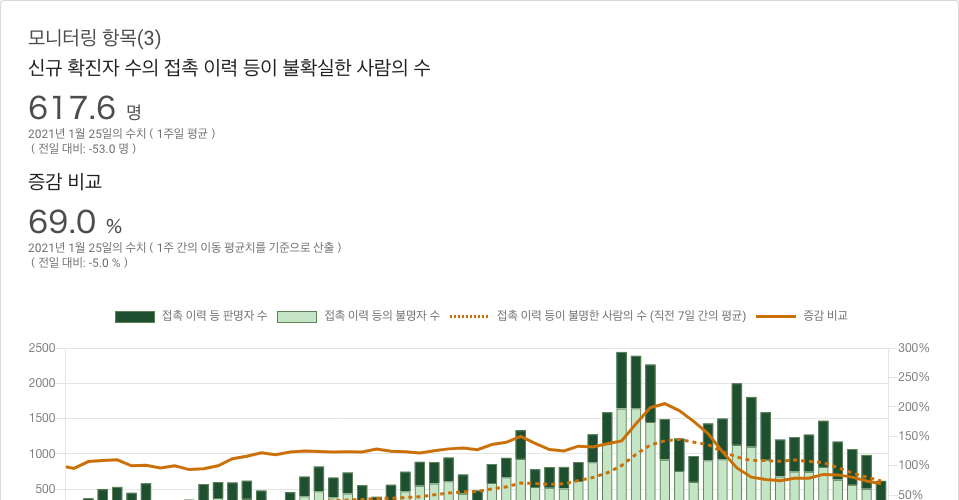 모니터링 항목(3)
신규 확진자 수의 접촉 이력 등이 불확실한 사람의 수
617.6 명
2021년 1월 25일의 수치 ( 1주일 평균 )
( 전일 대비: -53.0 명 )
증감 비교
69.0 %
2021년 1월 25일의 수치 ( 1주 간의 이동 평균치를 기준으로 산출 )
( 전일 대비: -5.0 % )
접촉 이력 등 판명자 수 접촉 이력 등의 불명자 수 접촉 이력 등이 불명한 사람의 수 (직전 7일 간의 평균) 증감 비교
2500 300%
2000 250%
1500 200%
1000 150%
500 100%
50%